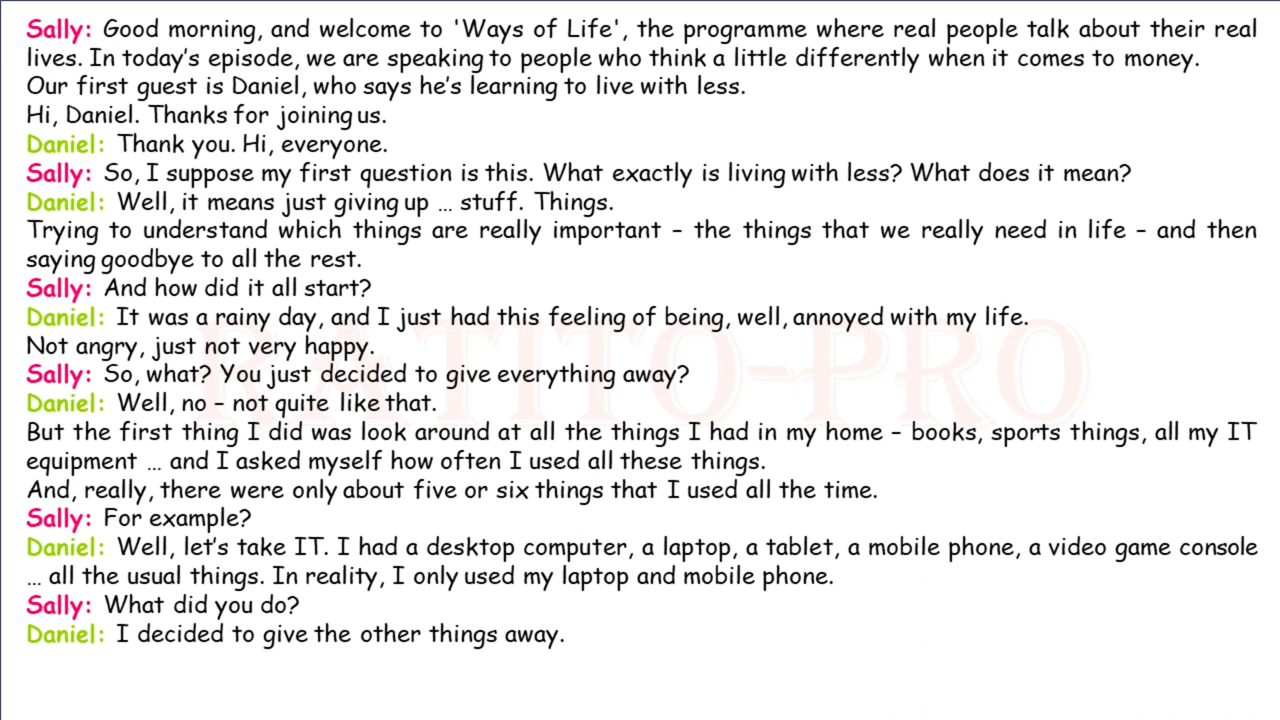 Sally: Good morning, and welcome to 'Ways of Life', the programme where real people talk about their real
lives. In today's episode, we are speaking to people who think a little differently when it comes to money.
Our first guest is Daniel, who says he's learning to live with less.
Hi, Daniel. Thanks for joining us.
Daniel: Thank you. Hi, everyone.
Sally: So, I suppose my first question is this. What exactly is living with less? What does it mean?
Daniel: Well, it means just giving up … stuff. Things.
Trying to understand which things are really important – the things that we really need in life – and then
saying goodbye to all the rest.
Sally: And how did it all start?
Daniel: It was a rainy day, and I just had this feeling of being, well, annoyed with my life.
Not angry, just not very happy.
Sally: So, what? You just decided to give everything away?
Daniel: Well, no – not quite like that.
But the first thing I did was look around at all the things I had in my home – books, sports things, all my IT
equipment … and I asked myself how often I used all these things.
And, really, there were only about five or six things that I used all the time.
Sally: For example?
Daniel: Well, let's take IT. I had a desktop computer, a laptop, a tablet, a mobile phone, a video game console
… all the usual things. In reality, I only used my laptop and mobile phone.
Sally: What did you do?
Daniel: I decided to give the other things away.
RATITO-PRO